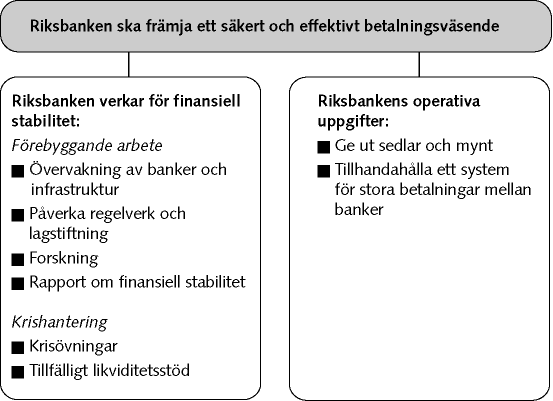 Riksbanken ska främja ett säkert och effektivt betalningsväsende
Riksbanken verkar för finansiell
stabilitet:
Förebyggande arbete
■ Övervakning av banker och
infrastruktur
■ Påverka regelverk och
lagstiftning
■ Forskning
■ Rapport om finansiell stabilitet
Krishantering
■ Krisövningar
■ Tillfälligt likviditetsstöd
Riksbankens operativa
uppgifter:
■ Ge ut sedlar och mynt
■ Tillhandahålla ett system
för stora betalningar mellan
banker